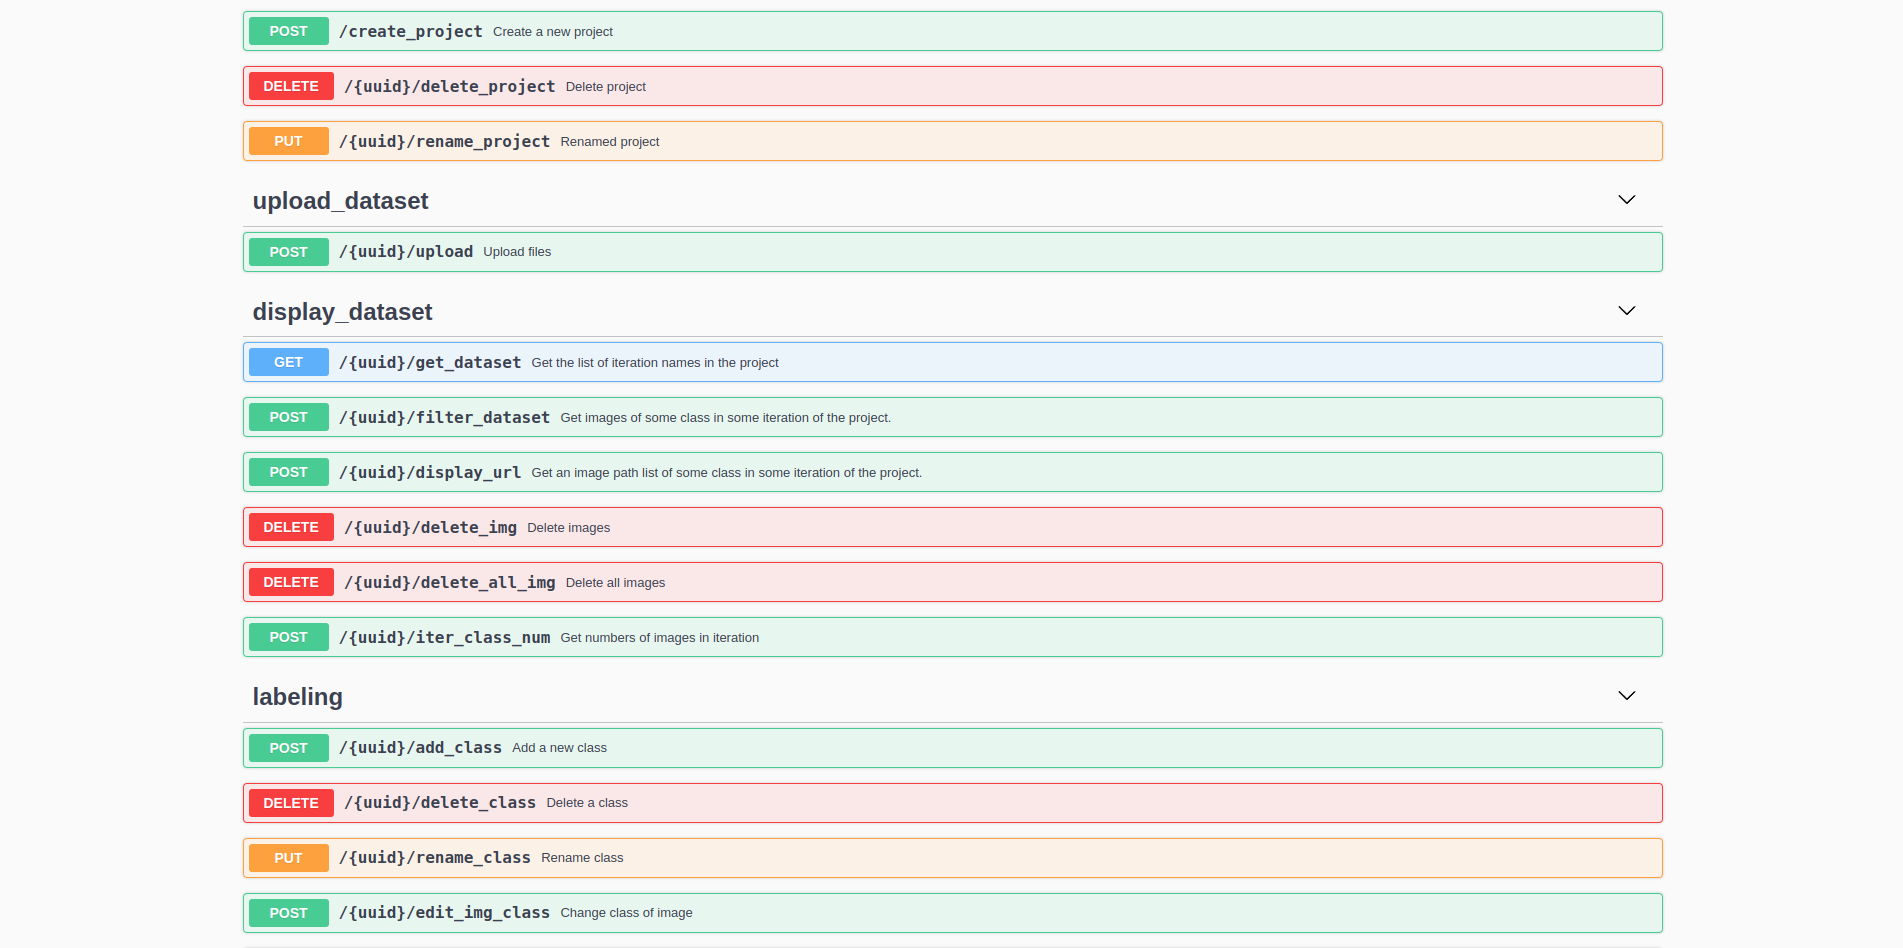 POST /create_project Create a new project
DELETE /{uuid}/delete_project Delete project
PUT /{uuid}/rename_project Renamed project
upload_dataset
POST /{uuid}/upload Upload files
display_dataset
GET /{uuid}/get_dataset Get the list of iteration names in the project
POST /{uuid}/filter_dataset Get images of some class in some iteration of the project.
POST /{uuid}/display_url Get an image path list of some class in some iteration of the project.
DELETE /{uuid}/delete_img Delete images
DELETE /{uuid}/delete_all_img Delete all images
POST /{uuid}/iter_class_num Get numbers of images in iteration
labeling
POST /{uuid}/add_class Add a new class
DELETE /{uuid}/delete_class Delete a class
PUT /{uuid}/rename_class Rename class
POST /{uuid}/edit_img_class Change class of image